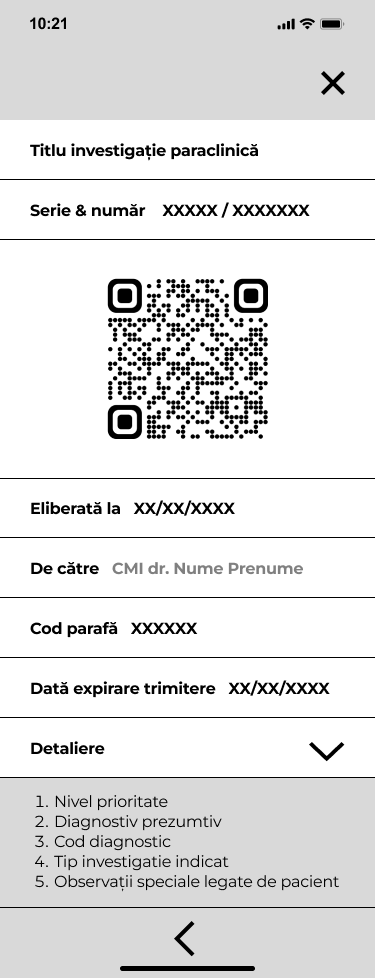 10:21
Titlu investigație paraclinică
Serie & număr XXXXX / XXXXXXX
Eliberată la XX/XX/XXXX
De către CMI dr. Nume Prenume
Cod parafă XXXXXX
Dată expirare trimitere XX/XX/XXXX
Detaliere
1. Nivel prioritate
2. Diagnostiv prezumtiv
3. Cod diagnostic
4. Tip investigatie indicat
5. Observații speciale legate de pacient